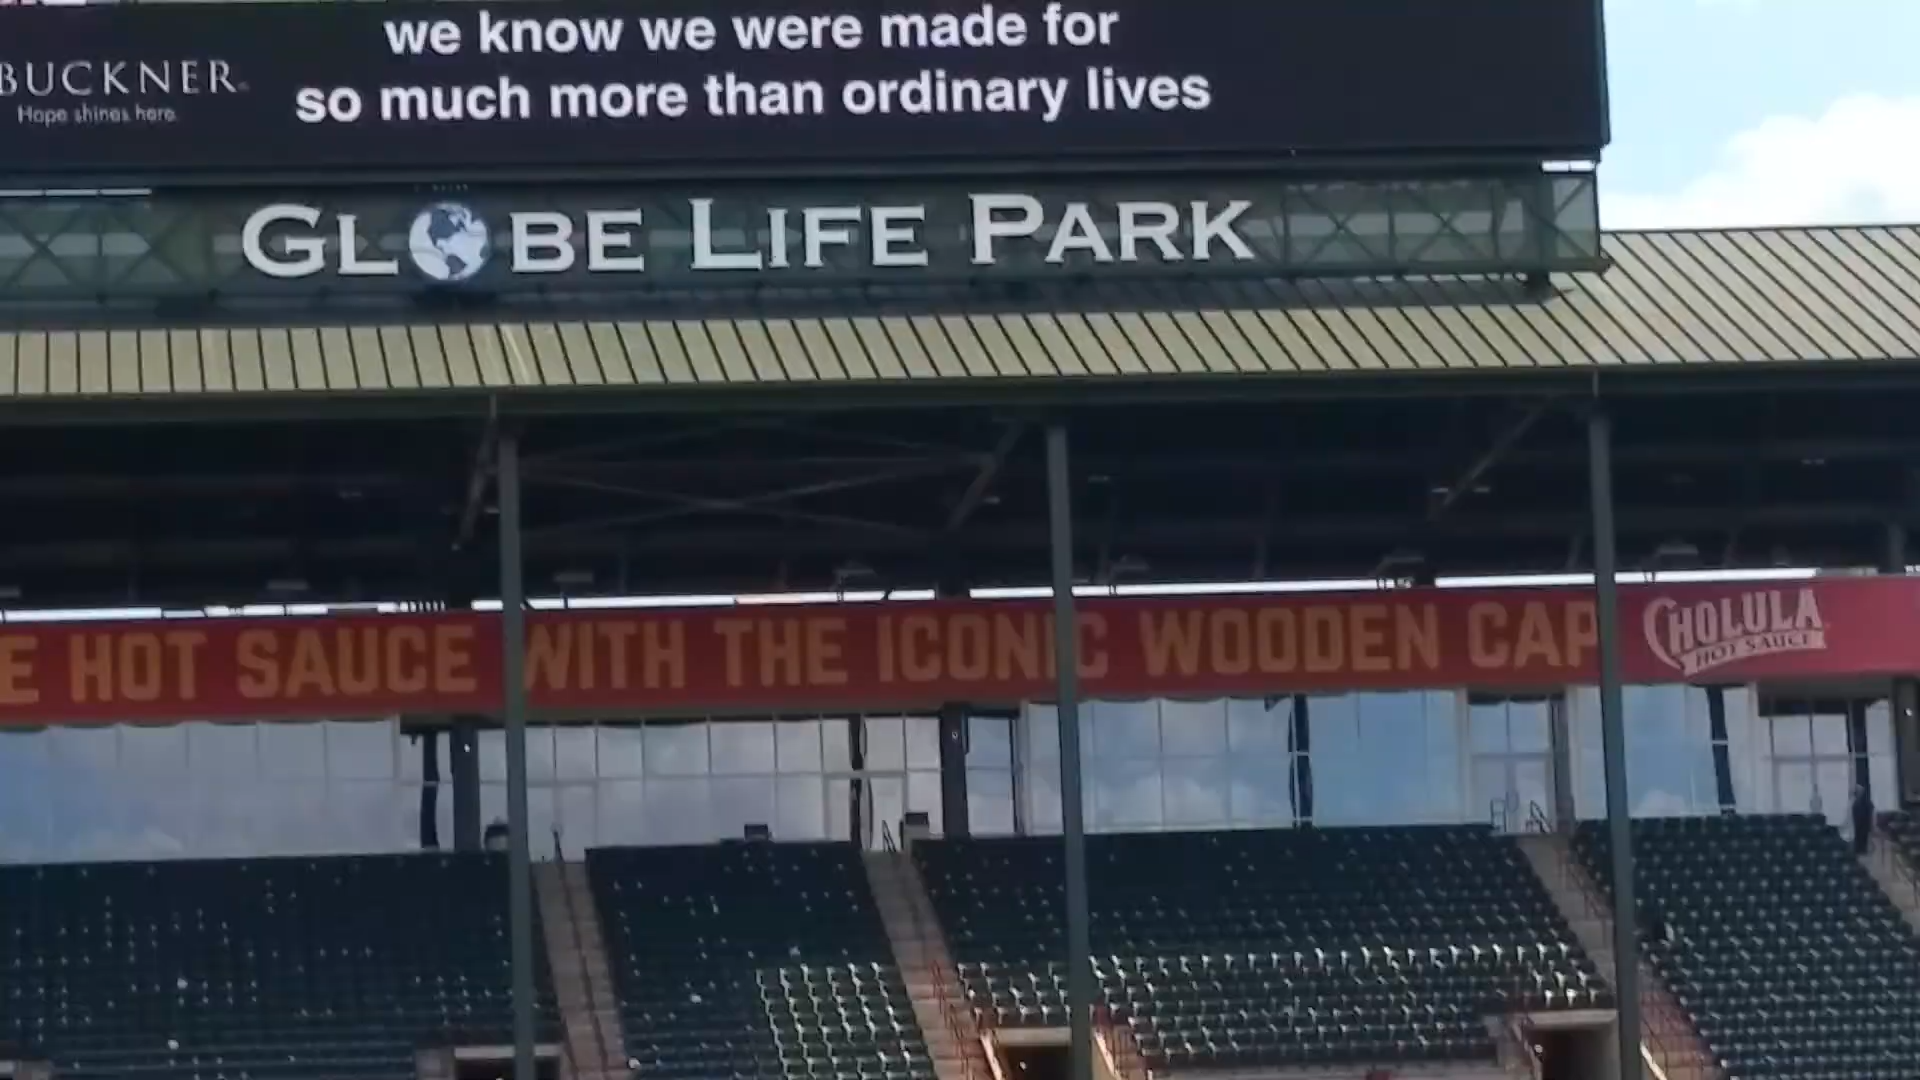 we know we were made for
so much more than ordinary lives
BUCKNER
Hope shines here.
GLOBE LIFE PARK
E HOT SAUCE WITH THE ICONIC WOODEN CAP
CHOLULA
HOT SAUCE